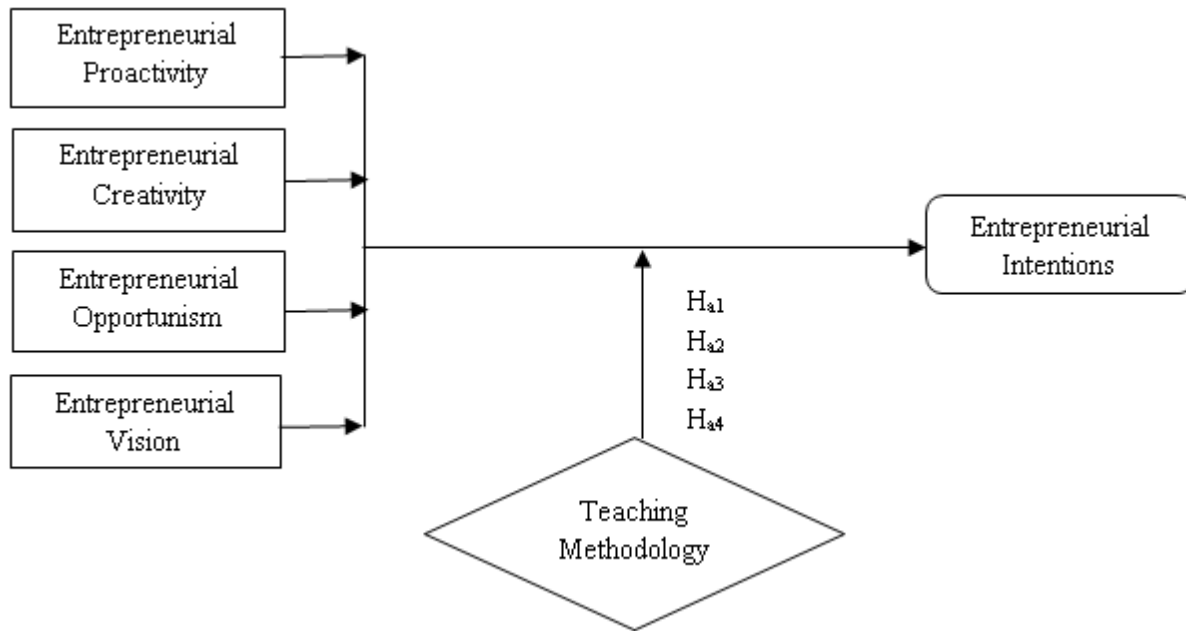 Entrepreneurial
Proactivity
Entrepreneurial
Creativity
Entrepreneurial
Opportunism
Entrepreneurial
Vision
Entrepreneurial
Intentions
Hₐ₁
Hₐ₂
Hₐ₃
Hₐ₄
Teaching
Methodology